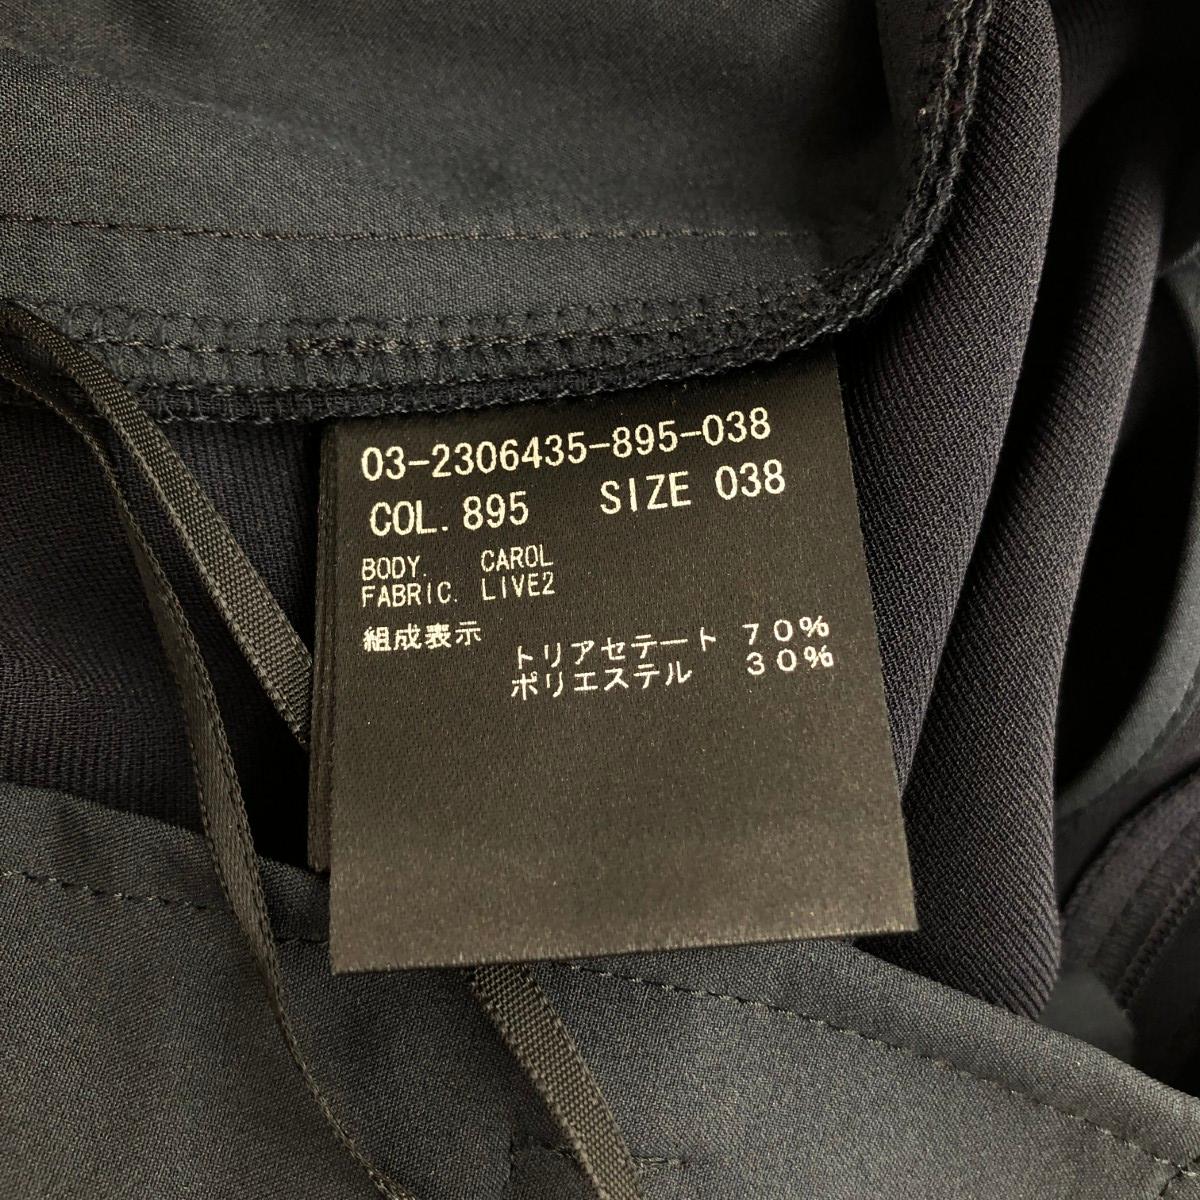 03-2306435-895-038
COL. 895 SIZE 038
BODY. CAROL
FABRIC. LIVE2
組成表示
トリアセテート 70%
ポリエステル 30%